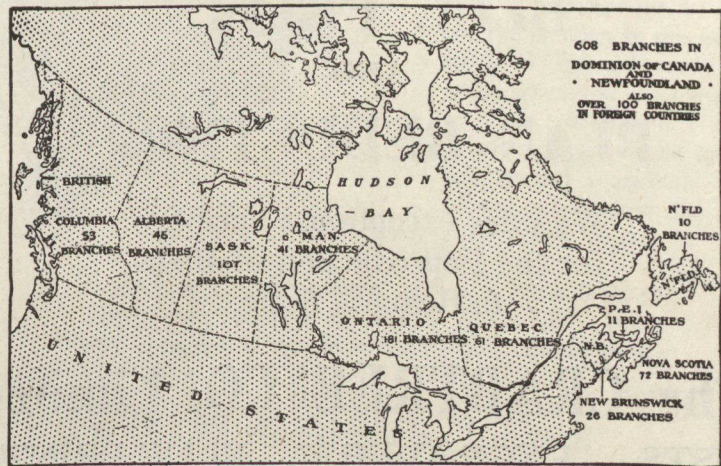 608 BRANCHES IN
DOMINION OF CANADA
AND
• NEWFOUNDLAND •
ALSO
OVER 100 BRANCHES
IN FOREIGN COUNTRIES
HUDSON
BAY
BRITISH
COLUMBIA
53
BRANCHES
ALBERTA
46
BRANCHES
SASK.
107
BRANCHES
MAN.
41 BRANCHES
ONTARIO
181 BRANCHES
QUEBEC
61 BRANCHES
N'FLD
10
BRANCHES
N'FLD.
P.E.I.
11 BRANCHES
N.B.
NOVA SCOTIA
72 BRANCHES
NEW BRUNSWICK
26 BRANCHES
UNITED STATES